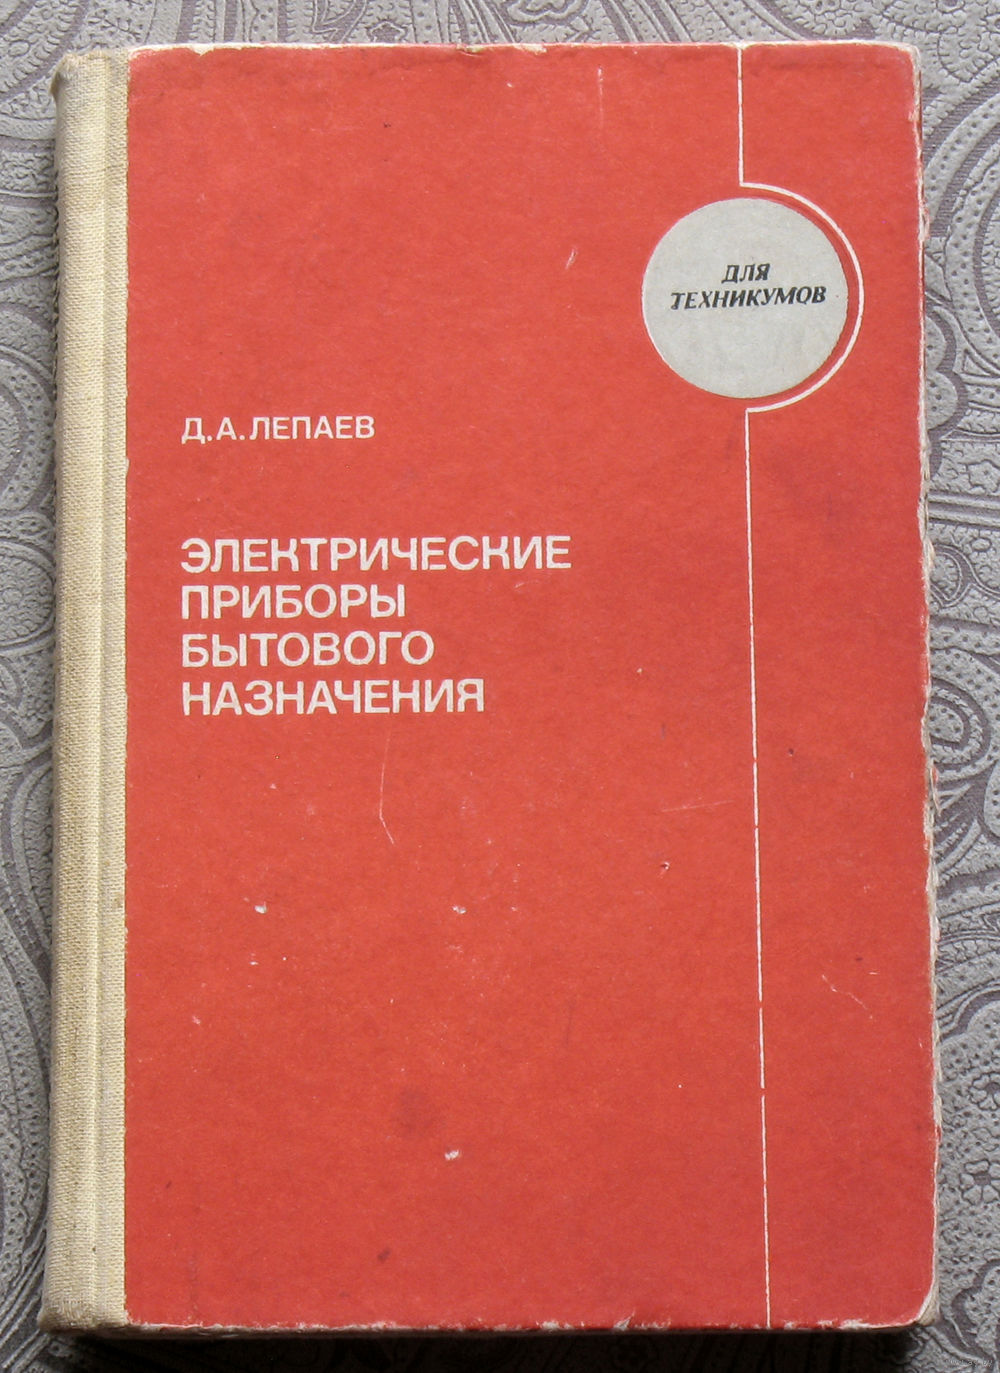 ДЛЯ
ТЕХНИКУМОВ
Д.А.ЛЕПАЕВ
ЭЛЕКТРИЧЕСКИЕ
ПРИБОРЫ
БЫТОВОГО
НАЗНАЧЕНИЯ